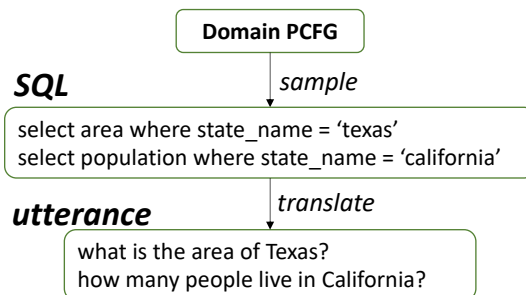 Domain PCFG
SQL
sample
select area where state_name = ‘texas’
select population where state_name = ‘california’
utterance
translate
what is the area of Texas?
how many people live in California?